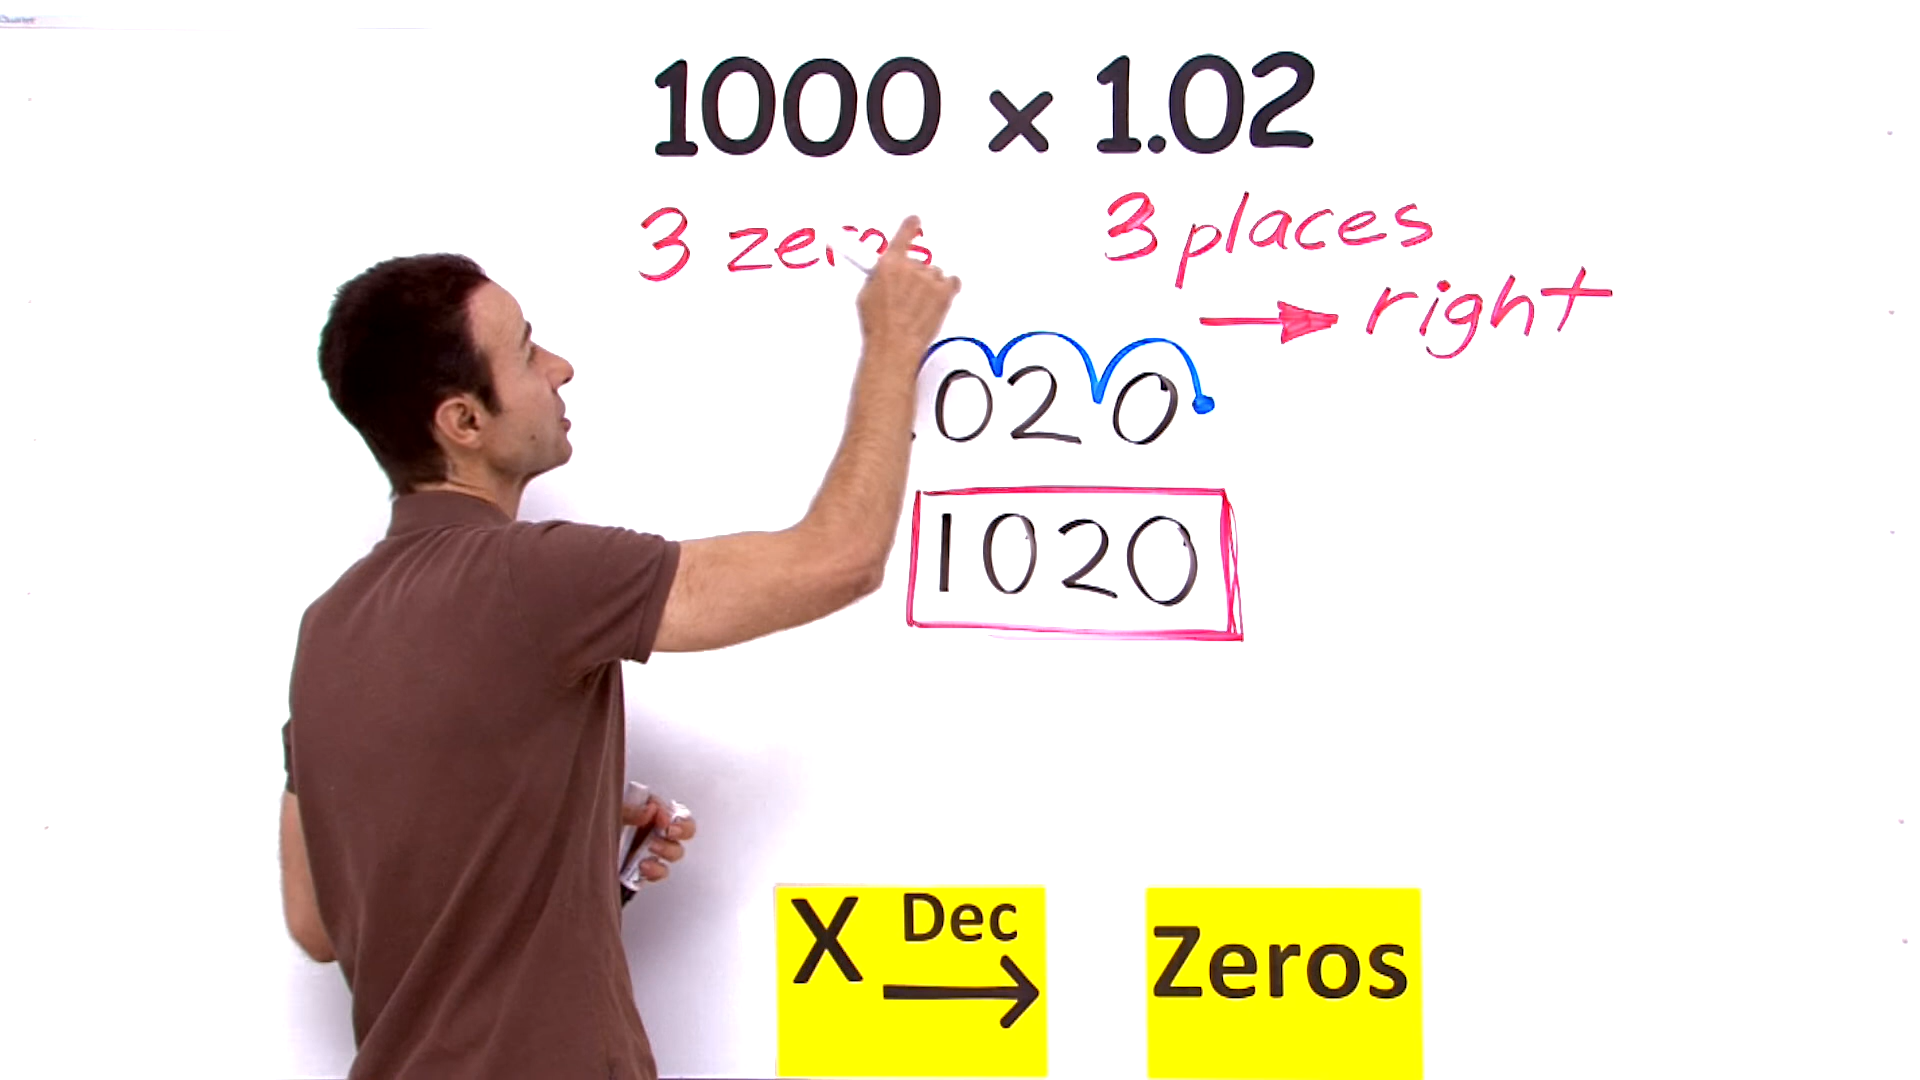 1000 x 1.02
3 zeros
3 places
→ right
.020
1020
X Dec →
Zeros